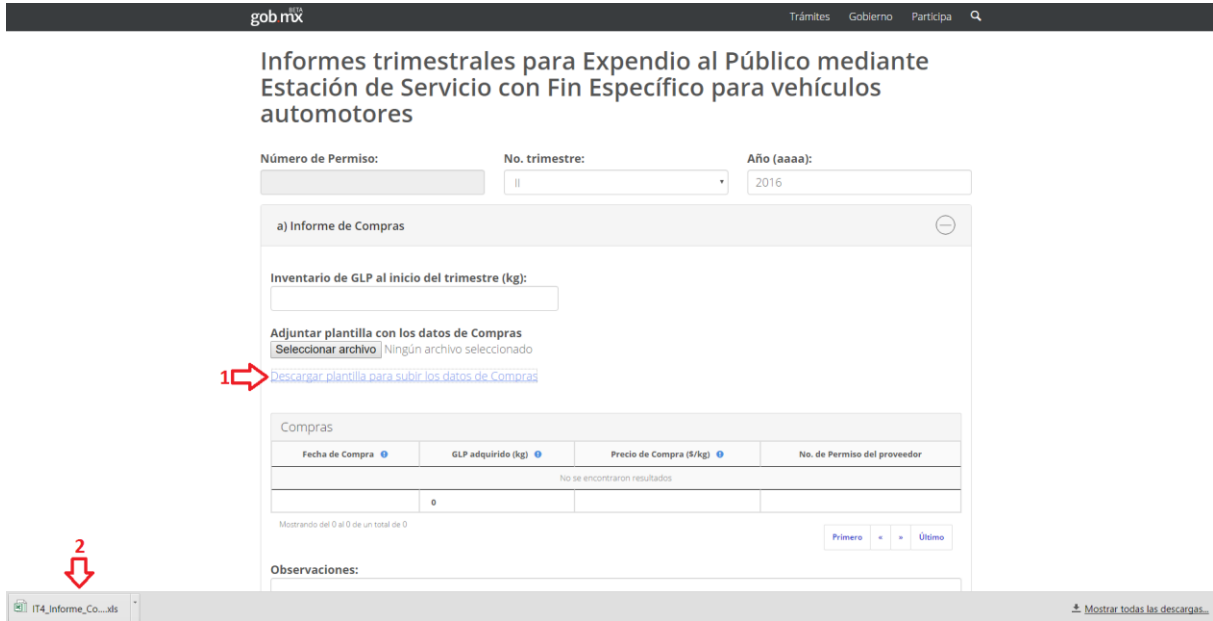 gob.mx BETA
Trámites Gobierno Participa
Informes trimestrales para Expendio al Público mediante
Estación de Servicio con Fin Específico para vehículos
automotores
Número de Permiso: No. trimestre: Año (aaaa):
II 2016
a) Informe de Compras
Inventario de GLP al inicio del trimestre (kg):
Adjuntar plantilla con los datos de Compras
Seleccionar archivo Ningún archivo seleccionado
1 Descargar plantilla para subir los datos de Compras
Compras
Fecha de Compra GLP adquirido (kg) Precio de Compra ($/kg) No. de Permiso del proveedor
No se encontraron resultados
0
Mostrando del 0 al 0 de un total de 0
Primero « » Último
2
Observaciones:
IT4_Informe_Co....xls Mostrar todas las descargas...